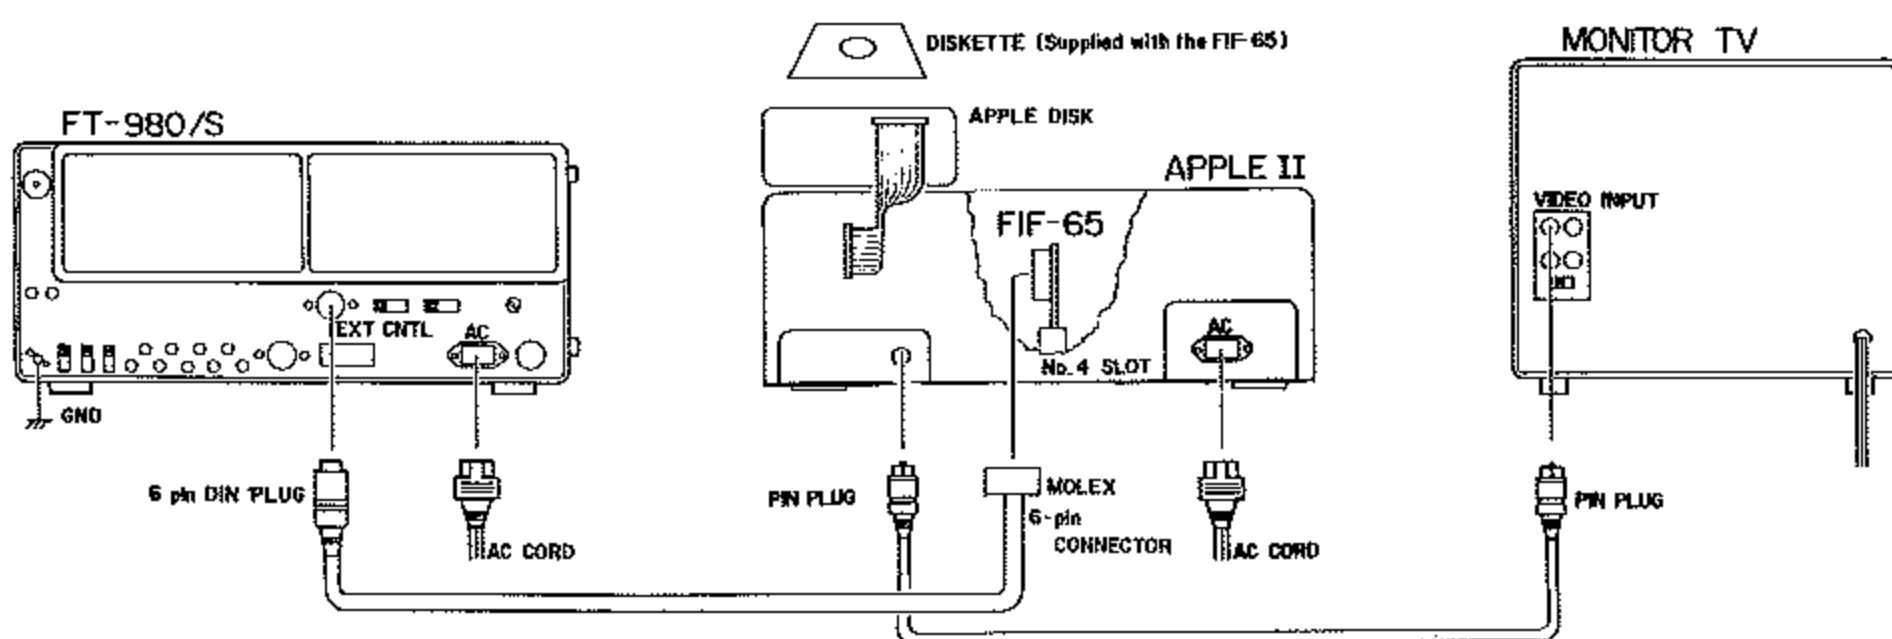 DISKETTE (Supplied with the FIF-65)
MONITOR TV
FT-980/S
APPLE DISK
APPLE II
VIDEO INPUT
FIF-65
EXT CNTL
AC
AC
No. 4 SLOT
GND
6 pin DIN PLUG
AC CORD
PIN PLUG
MOLEX
6-pin
CONNECTOR
AC CORD
PIN PLUG